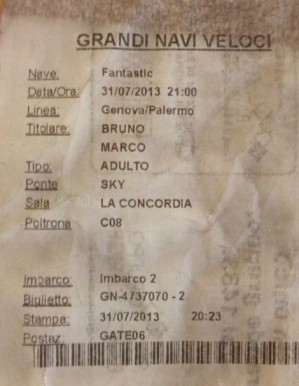 GRANDI NAVI VELOCI
Nave: Fantastic
Data/Ora: 31/07/2013 21:00
Linea: Genova/Palermo
Titolare: BRUNO
MARCO
Tipo: ADULTO
Ponte SKY
Sala LA CONCORDIA
Poltrona C08
Imbarco: Imbarco 2
Biglietto: GN-4737070 - 2
Stampa: 31/07/2013 20:23
Postaz: GATE06